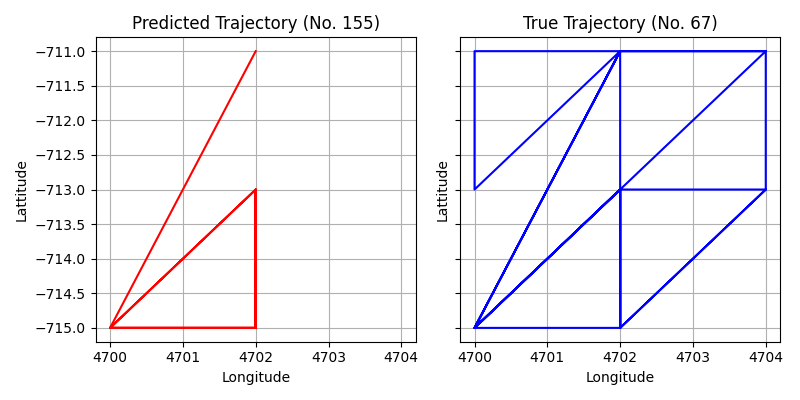 Predicted Trajectory (No. 155)
True Trajectory (No. 67)
−711.0
−711.5
−712.0
−712.5
−713.0
−713.5
−714.0
−714.5
−715.0
Lattitude
Lattitude
4700 4701 4702 4703 4704
4700 4701 4702 4703 4704
Longitude
Longitude